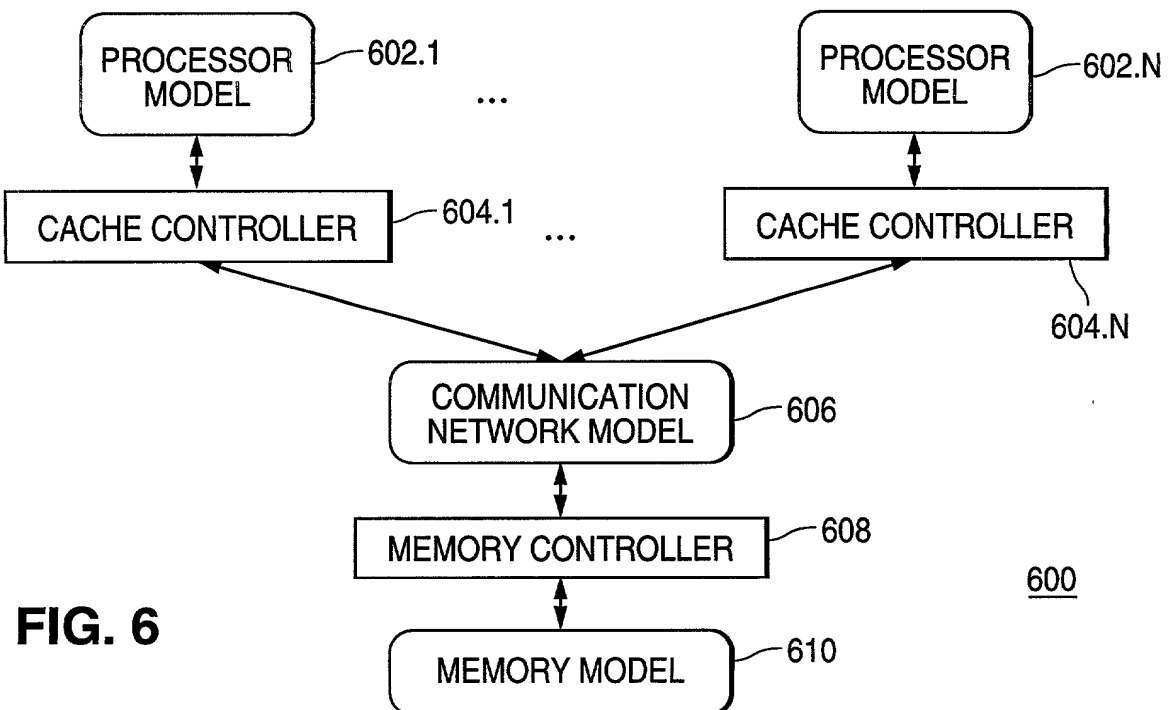 PROCESSOR
MODEL
602.1
...
PROCESSOR
MODEL
602.N
CACHE CONTROLLER
604.1
...
CACHE CONTROLLER
604.N
COMMUNICATION
NETWORK MODEL
606
MEMORY CONTROLLER
608
600
FIG. 6
MEMORY MODEL
610